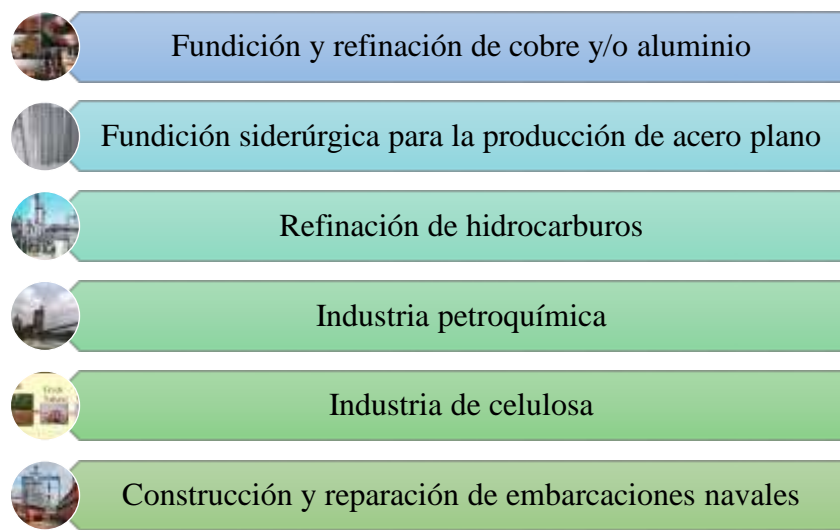 Fundición y refinación de cobre y/o aluminio
Fundición siderúrgica para la producción de acero plano
Refinación de hidrocarburos
Industria petroquímica
Industria de celulosa
Construcción y reparación de embarcaciones navales